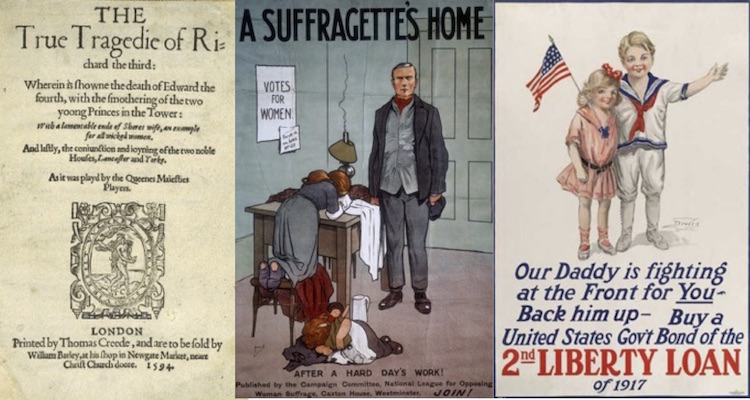 THE
True Tragedie of Ri-
chard the third:
Wherein is ſhowne the death of Edward the
fourth, with the ſmothering of the two
yoong Princes in the Tower:
With a lamentable ende of Shores wife, an example
for all wicked women.
And laſtly, the coniunction and ioyning of the two noble
Houſes, Lancaſter and Yorke.
As it was playd by the Queenes Maieſties
Players.
LONDON
Printed by Thomas Creede, and are to be ſold by
William Barley, at his ſhop in Newgate Market, neare
Chriſt Church doore. 1594.
A SUFFRAGETTE'S HOME
VOTES
FOR
WOMEN
AFTER A HARD DAY'S WORK!
Published by the Campaign Committee, National League for Opposing
Woman Suffrage, Caxton House, Westminster. JOIN!
Our Daddy is fighting
at the Front for You-
Back him up- Buy a
United States Gov't Bond of the
2nd LIBERTY LOAN
of 1917